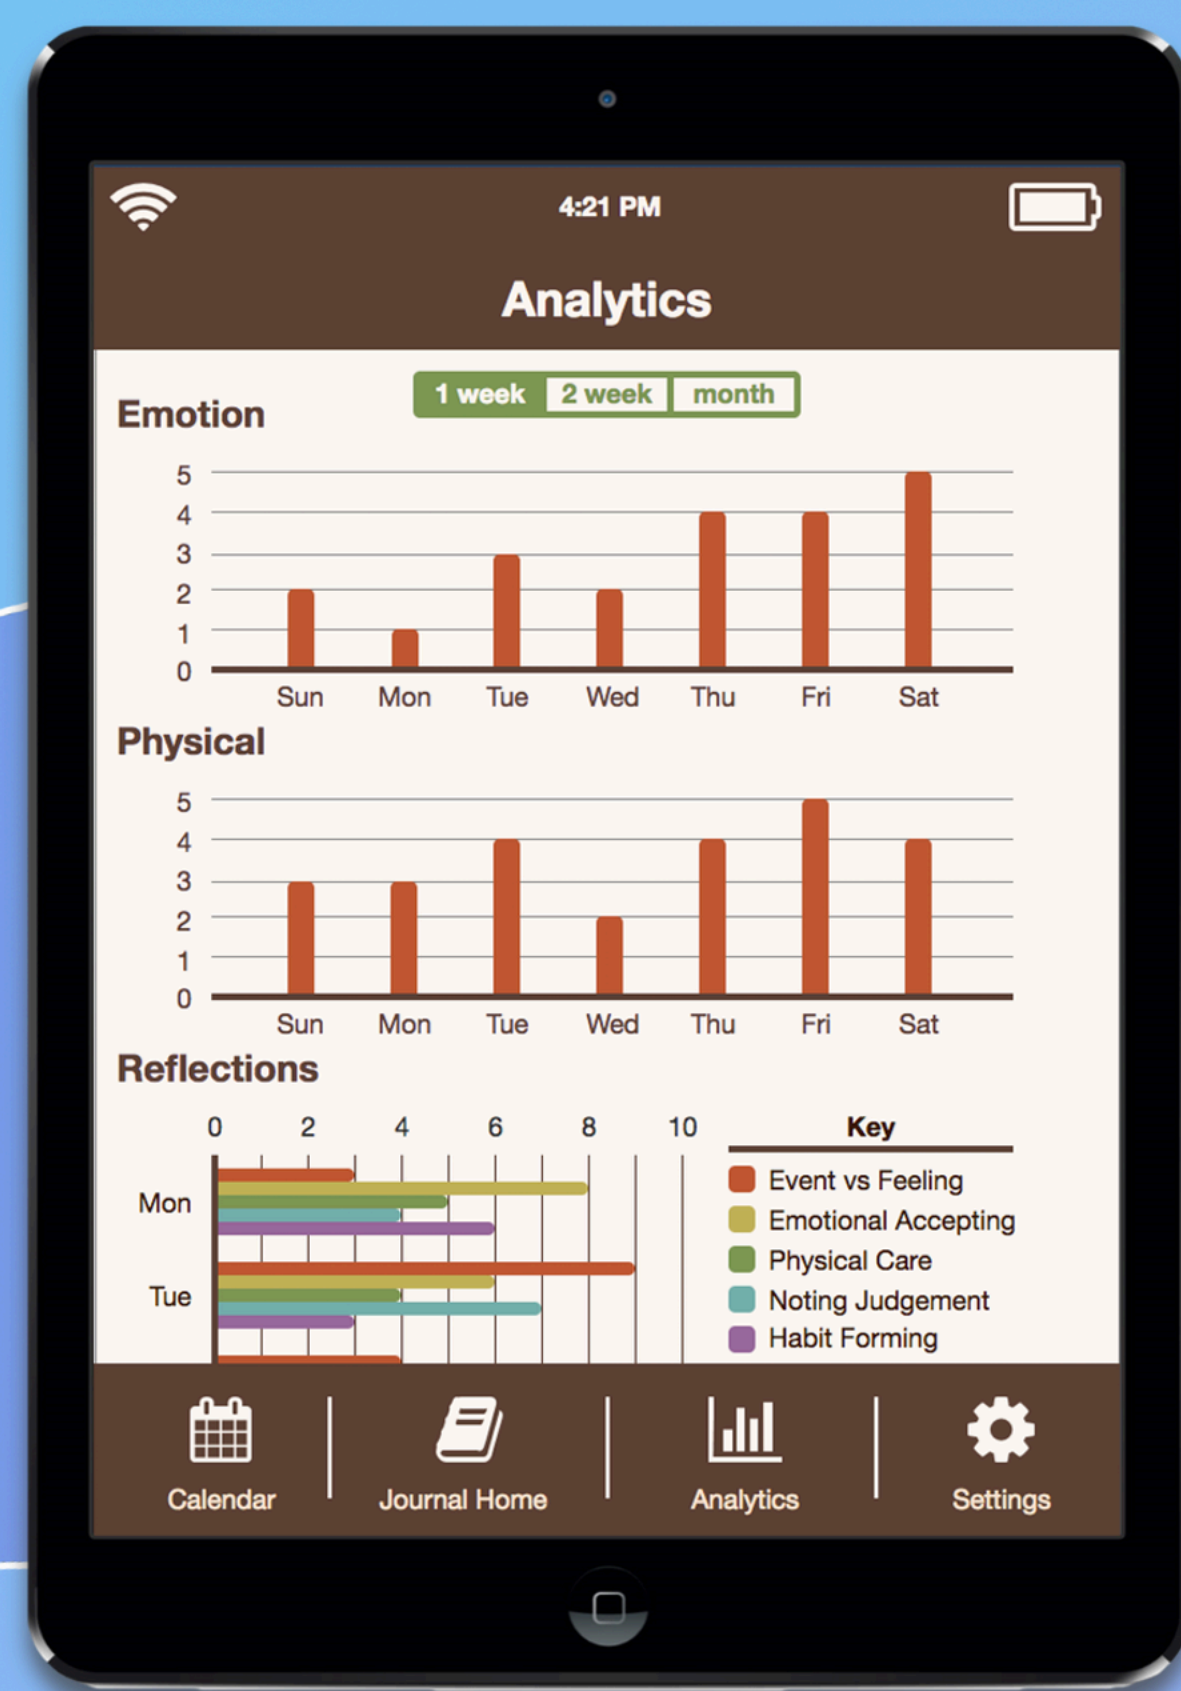 4:21 PM
Analytics
1 week 2 week month
Emotion
5
4
3
2
1
0
Sun Mon Tue Wed Thu Fri Sat
Physical
5
4
3
2
1
0
Sun Mon Tue Wed Thu Fri Sat
Reflections
0 2 4 6 8 10
Mon
Tue
Key
Event vs Feeling
Emotional Accepting
Physical Care
Noting Judgement
Habit Forming
Calendar Journal Home Analytics Settings